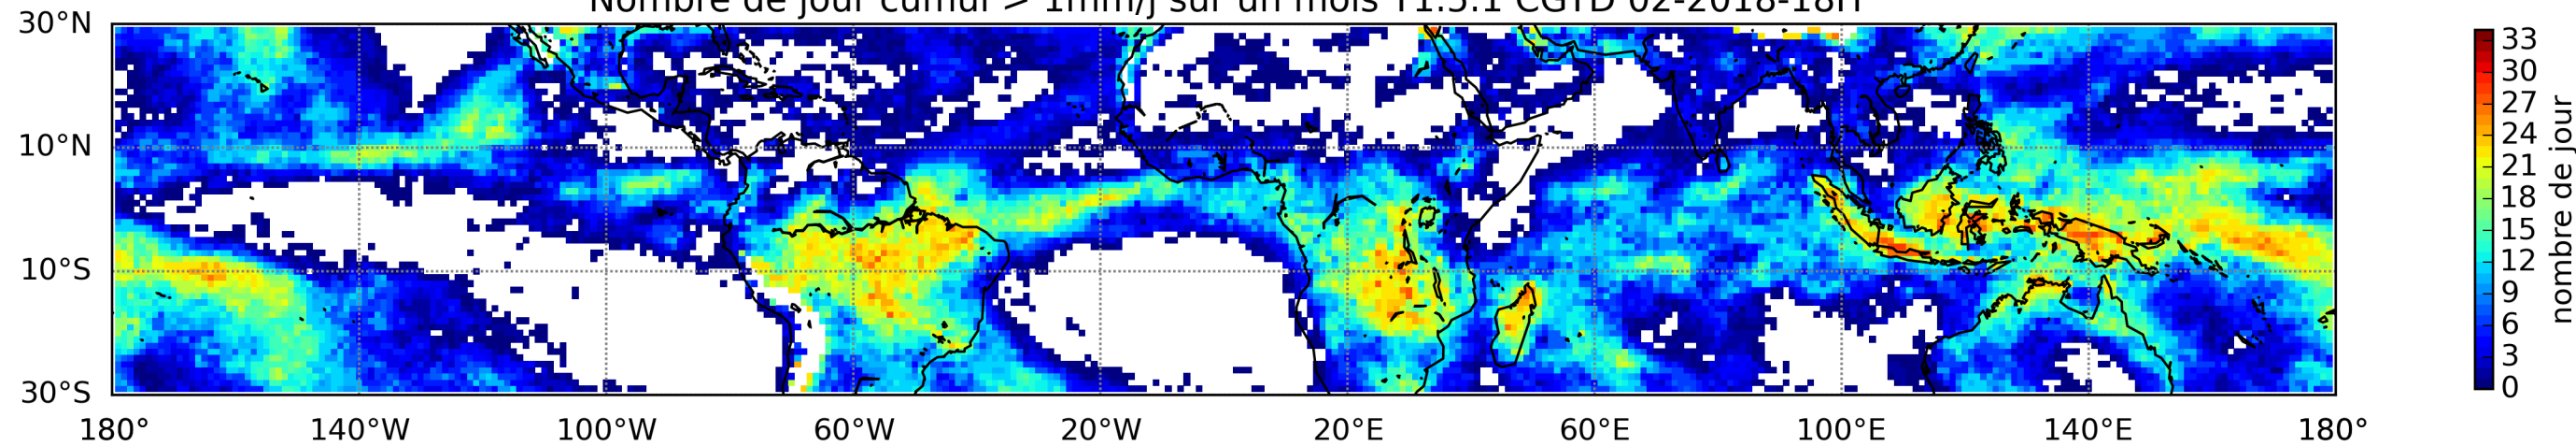 Nombre de jour cumul > 1mm/j sur un mois T1.5.1 CGTD 02-2018-18H
30°N
10°N
10°S
30°S
180° 140°W 100°W 60°W 20°W 20°E 60°E 100°E 140°E 180°
33
30
27
24
21
18
15
12
9
6
3
0
nombre de jour